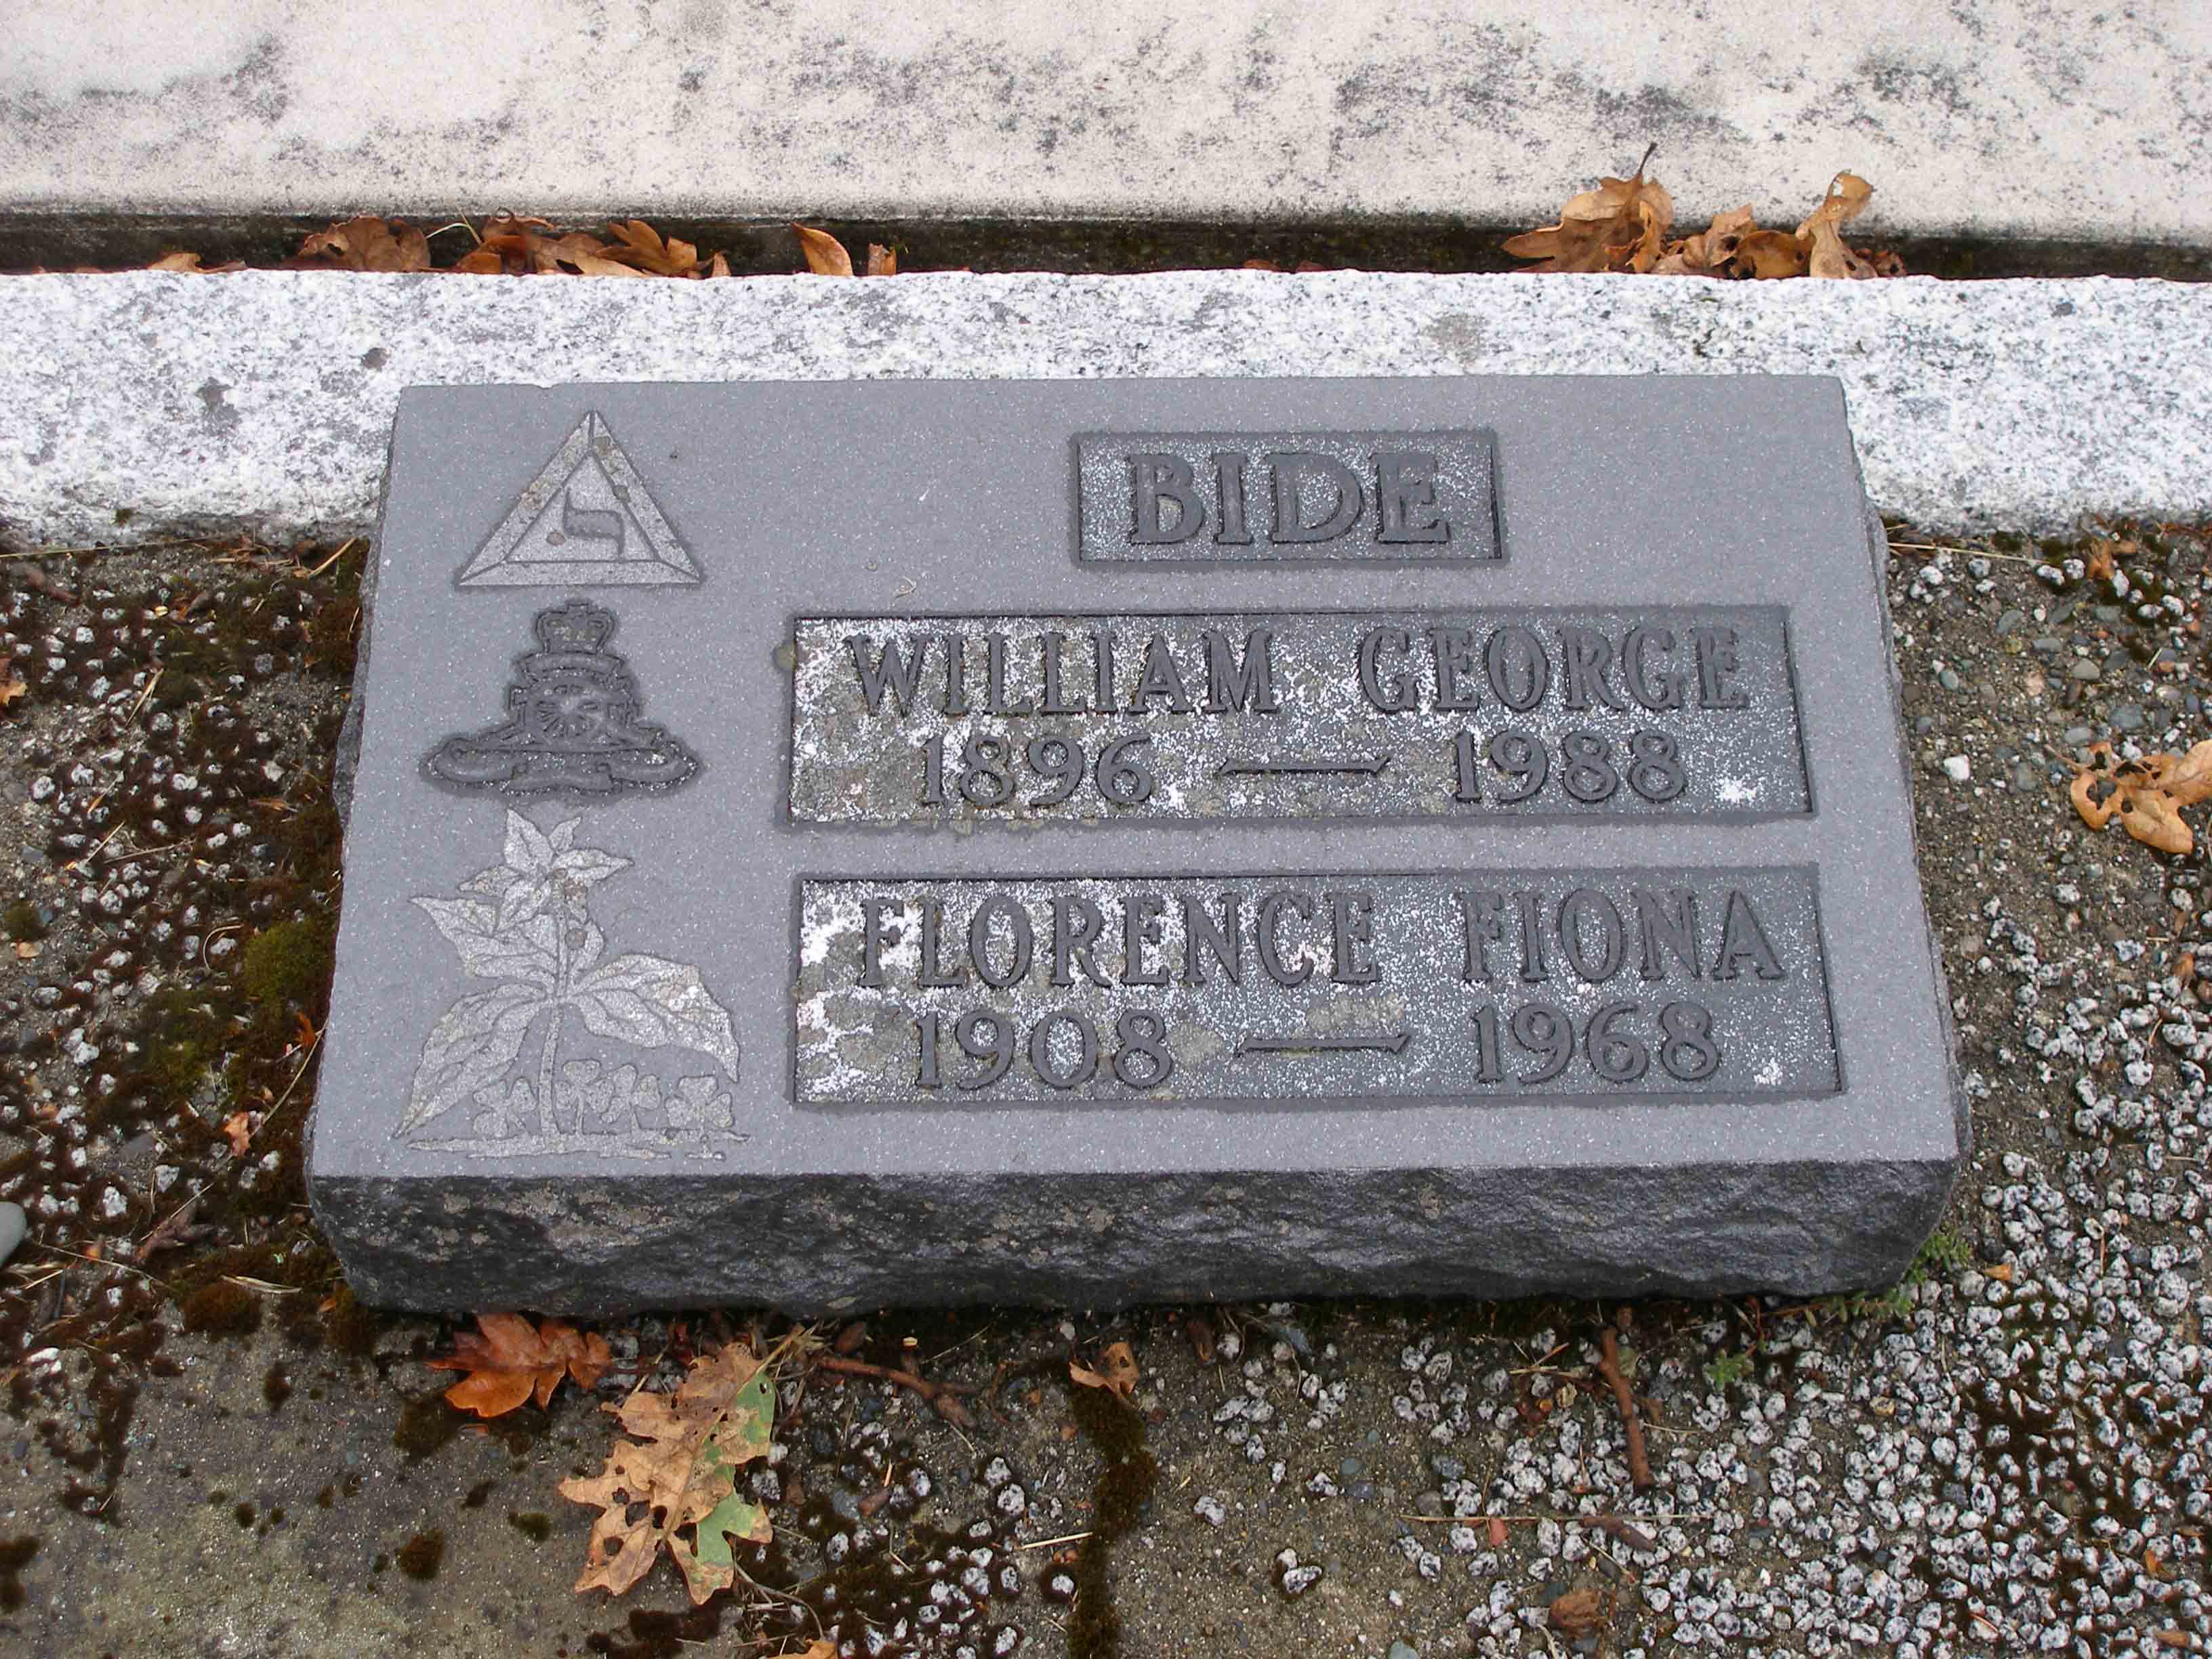 BIDE
י
WILLIAM GEORGE
1896 — 1988
FLORENCE FIONA
1908 — 1968